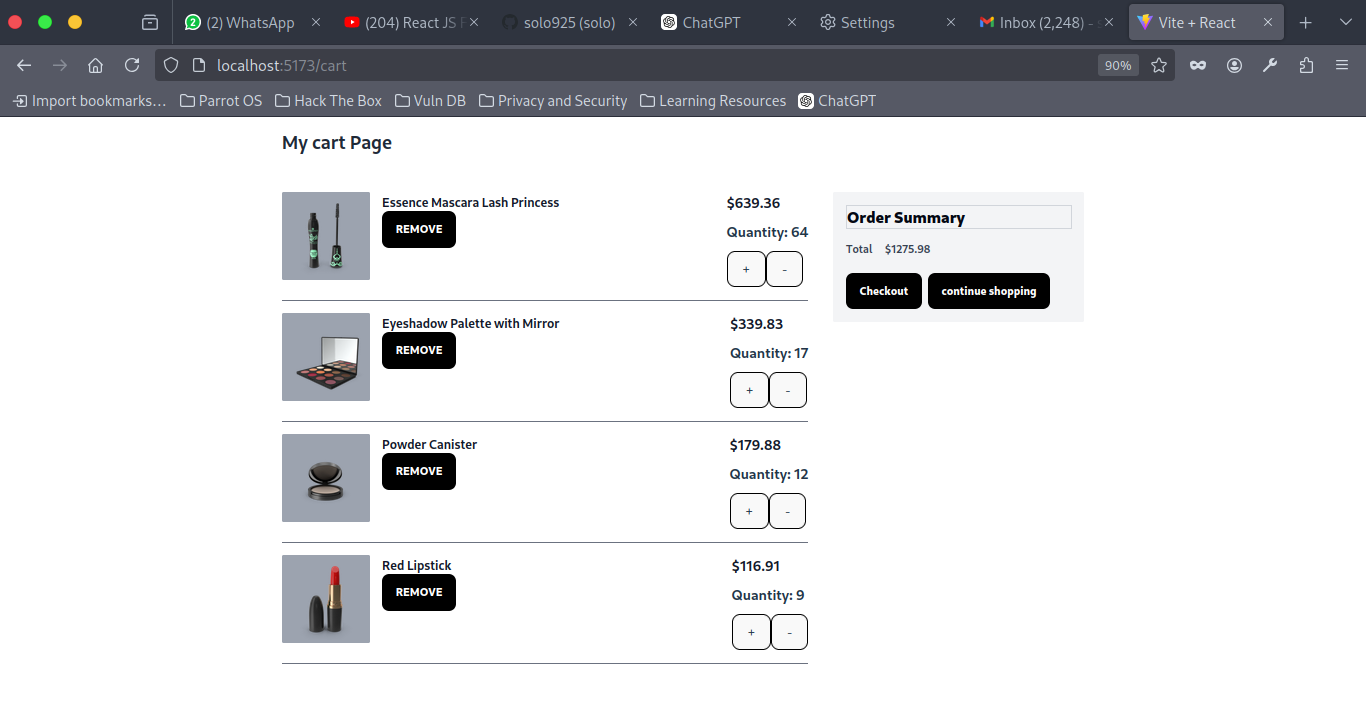 (2) WhatsApp
(204) React JS F
solo925 (solo)
ChatGPT
Settings
Inbox (2,248) -
Vite + React
localhost:5173/cart
90%
Import bookmarks...
Parrot OS
Hack The Box
Vuln DB
Privacy and Security
Learning Resources
ChatGPT
My cart Page
Essence Mascara Lash Princess
REMOVE
$639.36
Quantity: 64
+ -
Eyeshadow Palette with Mirror
REMOVE
$339.83
Quantity: 17
+ -
Powder Canister
REMOVE
$179.88
Quantity: 12
+ -
Red Lipstick
REMOVE
$116.91
Quantity: 9
+ -
Order Summary
Total $1275.98
Checkout
continue shopping